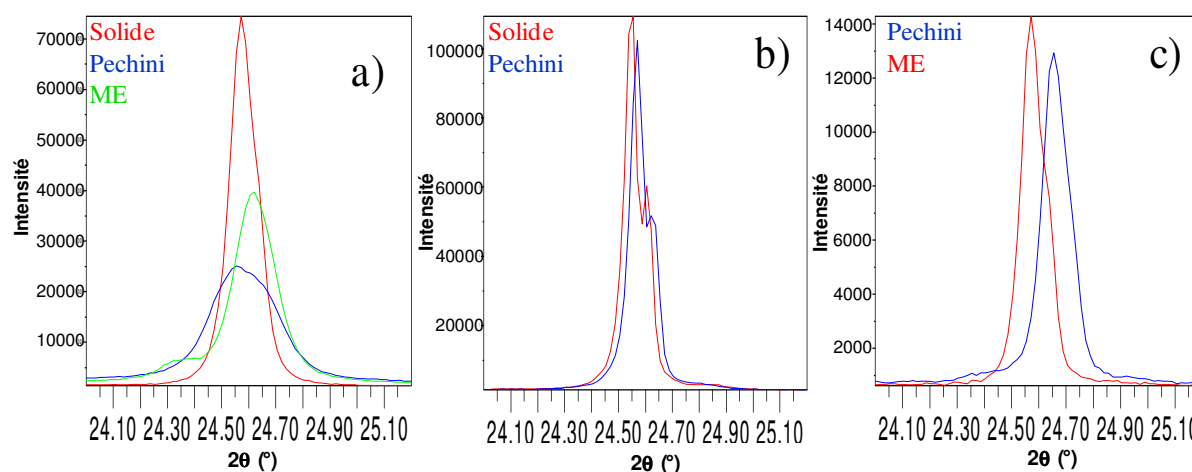 Solide
Pechini
ME
a)
70000
60000
50000
40000
30000
20000
10000
Intensité
24.10 24.30 24.50 24.70 24.90 25.10
2θ (°)
Solide
Pechini
b)
100000
80000
60000
40000
20000
Intensité
24.10 24.30 24.50 24.70 24.90 25.10
2θ (°)
Pechini
ME
c)
14000
12000
10000
8000
6000
4000
2000
Intensité
24.10 24.30 24.50 24.70 24.90 25.10
2θ (°)